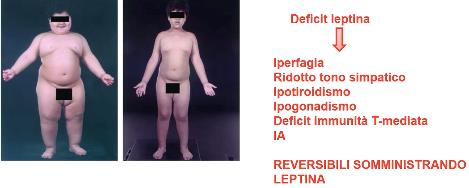 Deficit leptina
Iperfagia
Ridotto tono simpatico
Ipotiroidismo
Ipogonadismo
Deficit immunità T-mediata
IA
REVERSIBILI SOMMINISTRANDO
LEPTINA